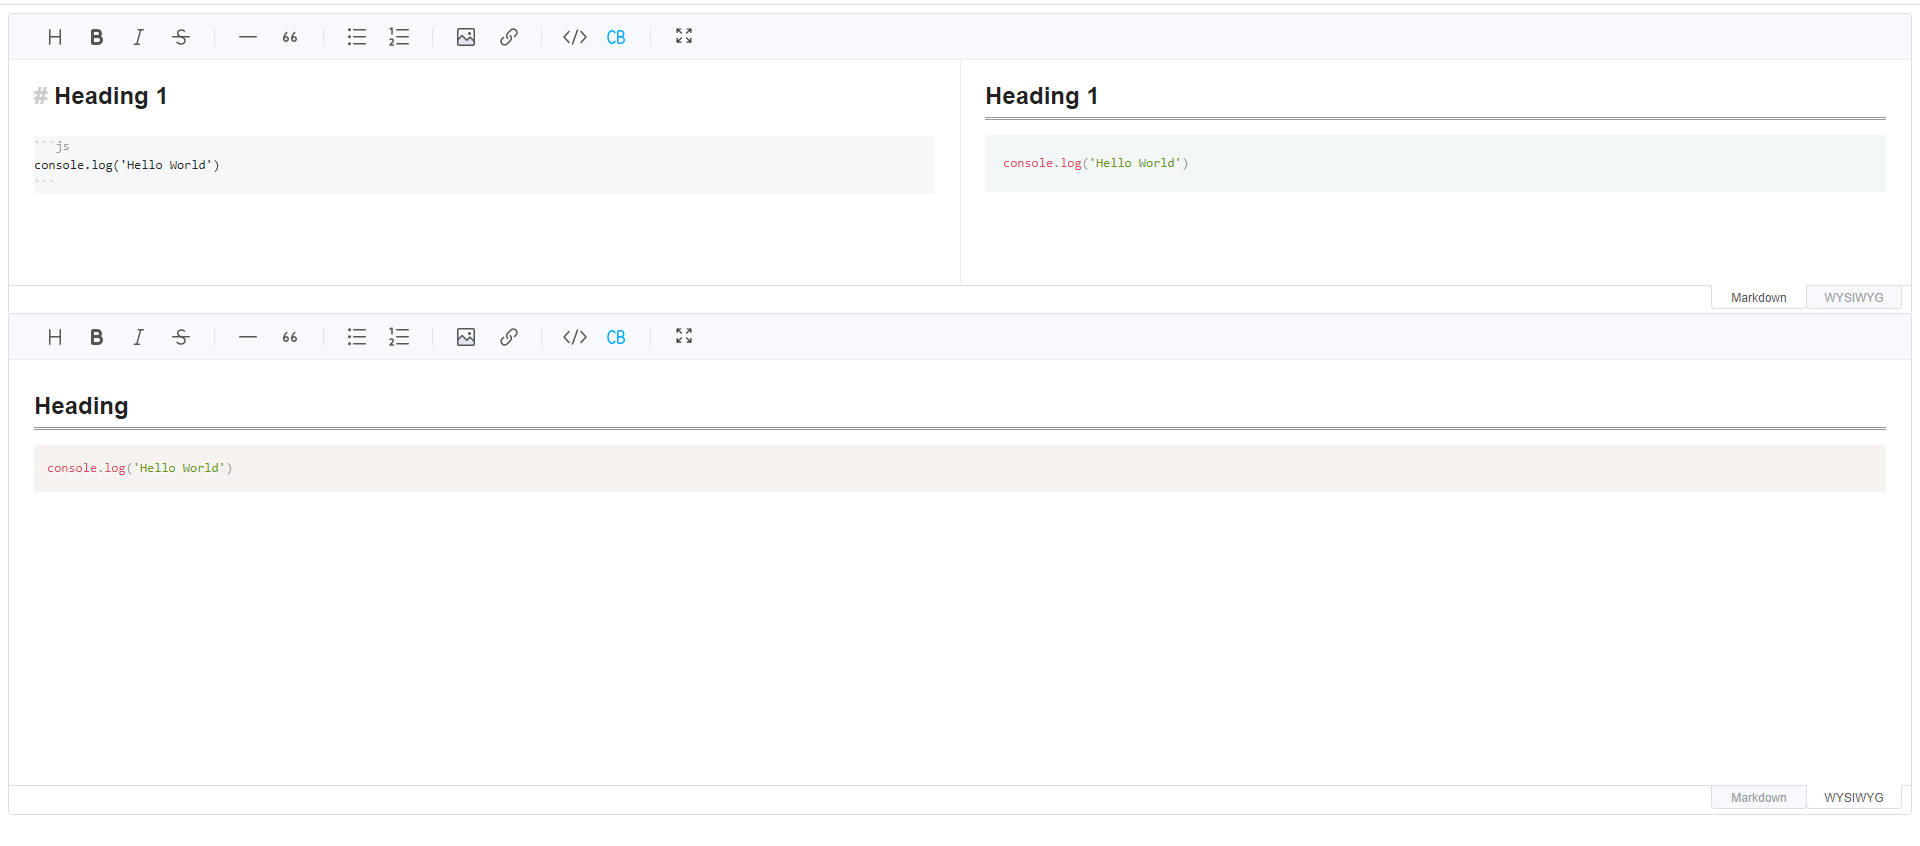 H B I S — 66 </> CB
# Heading 1
```js
console.log('Hello World')
```
Heading 1
console.log('Hello World')
Markdown WYSIWYG
H B I S — 66 </> CB
Heading
console.log('Hello World')
Markdown WYSIWYG